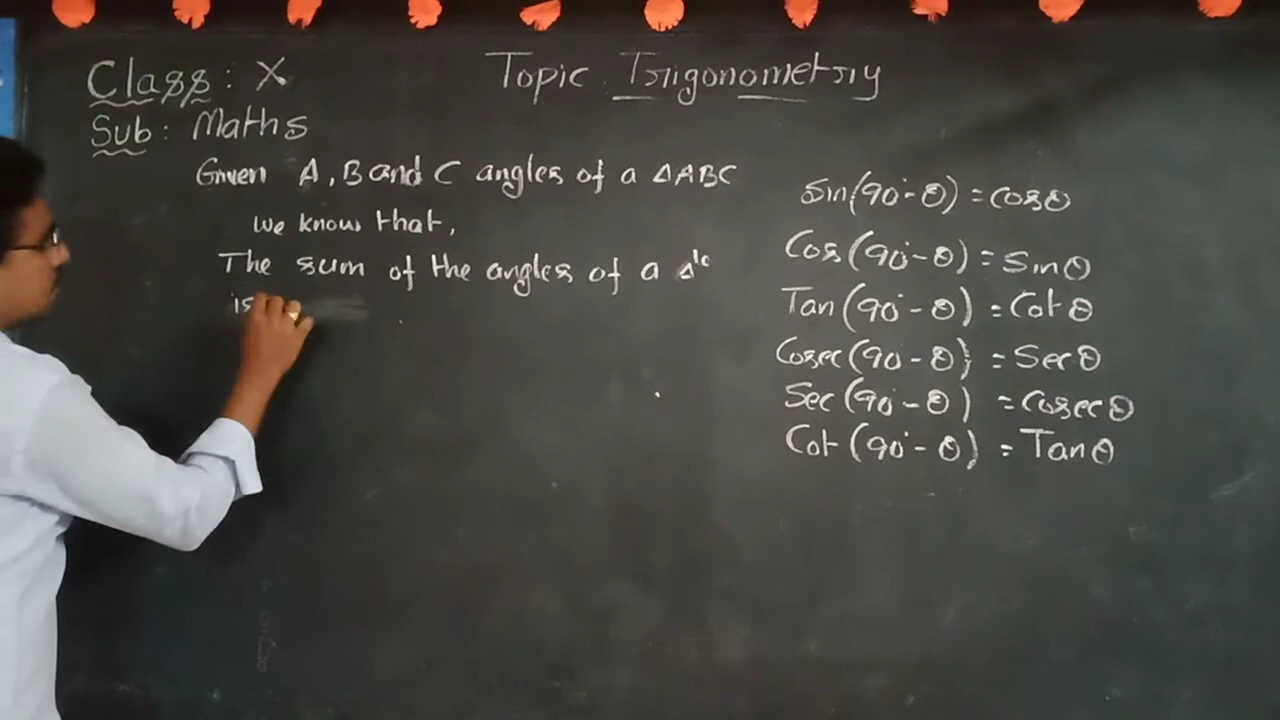 Class : X
Topic : Trigonometry
Sub : Maths
Given A, B and C angles of a ΔABC
we know that,
The sum of the angles of a Δle
is
Sin(90°-θ) = Cosθ
Cos(90°-θ) = Sinθ
Tan(90°-θ) = Cotθ
Cosec(90°-θ) = Secθ
Sec(90°-θ) = Cosecθ
Cot(90°-θ) = Tanθ